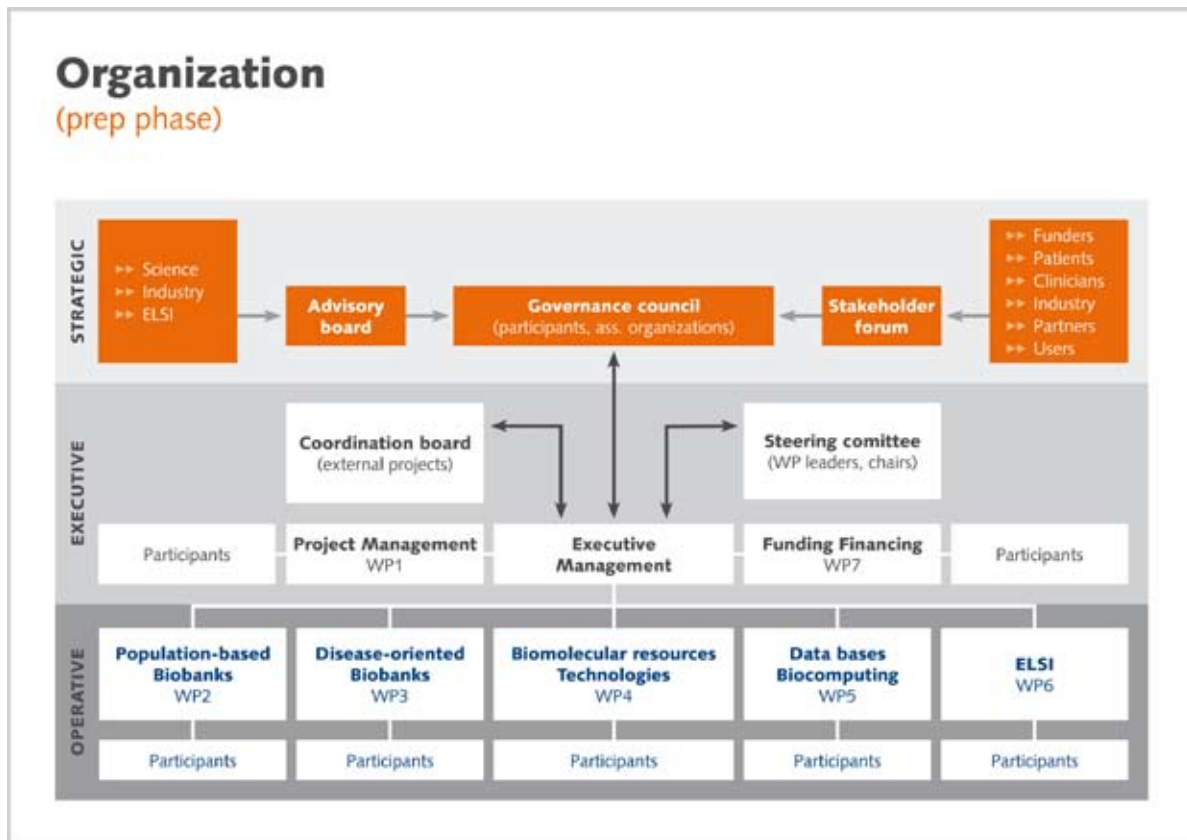 Organization
(prep phase)
STRATEGIC
▸▸ Science
▸▸ Industry
▸▸ ELSI
Advisory
board
Governance council
(participants, ass. organizations)
Stakeholder
forum
▸▸ Funders
▸▸ Patients
▸▸ Clinicians
▸▸ Industry
▸▸ Partners
▸▸ Users
EXECUTIVE
Coordination board
(external projects)
Steering comittee
(WP leaders, chairs)
Participants
Project Management
WP1
Executive
Management
Funding Financing
WP7
Participants
OPERATIVE
Population-based
Biobanks
WP2
Disease-oriented
Biobanks
WP3
Biomolecular resources
Technologies
WP4
Data bases
Biocomputing
WP5
ELSI
WP6
Participants
Participants
Participants
Participants
Participants